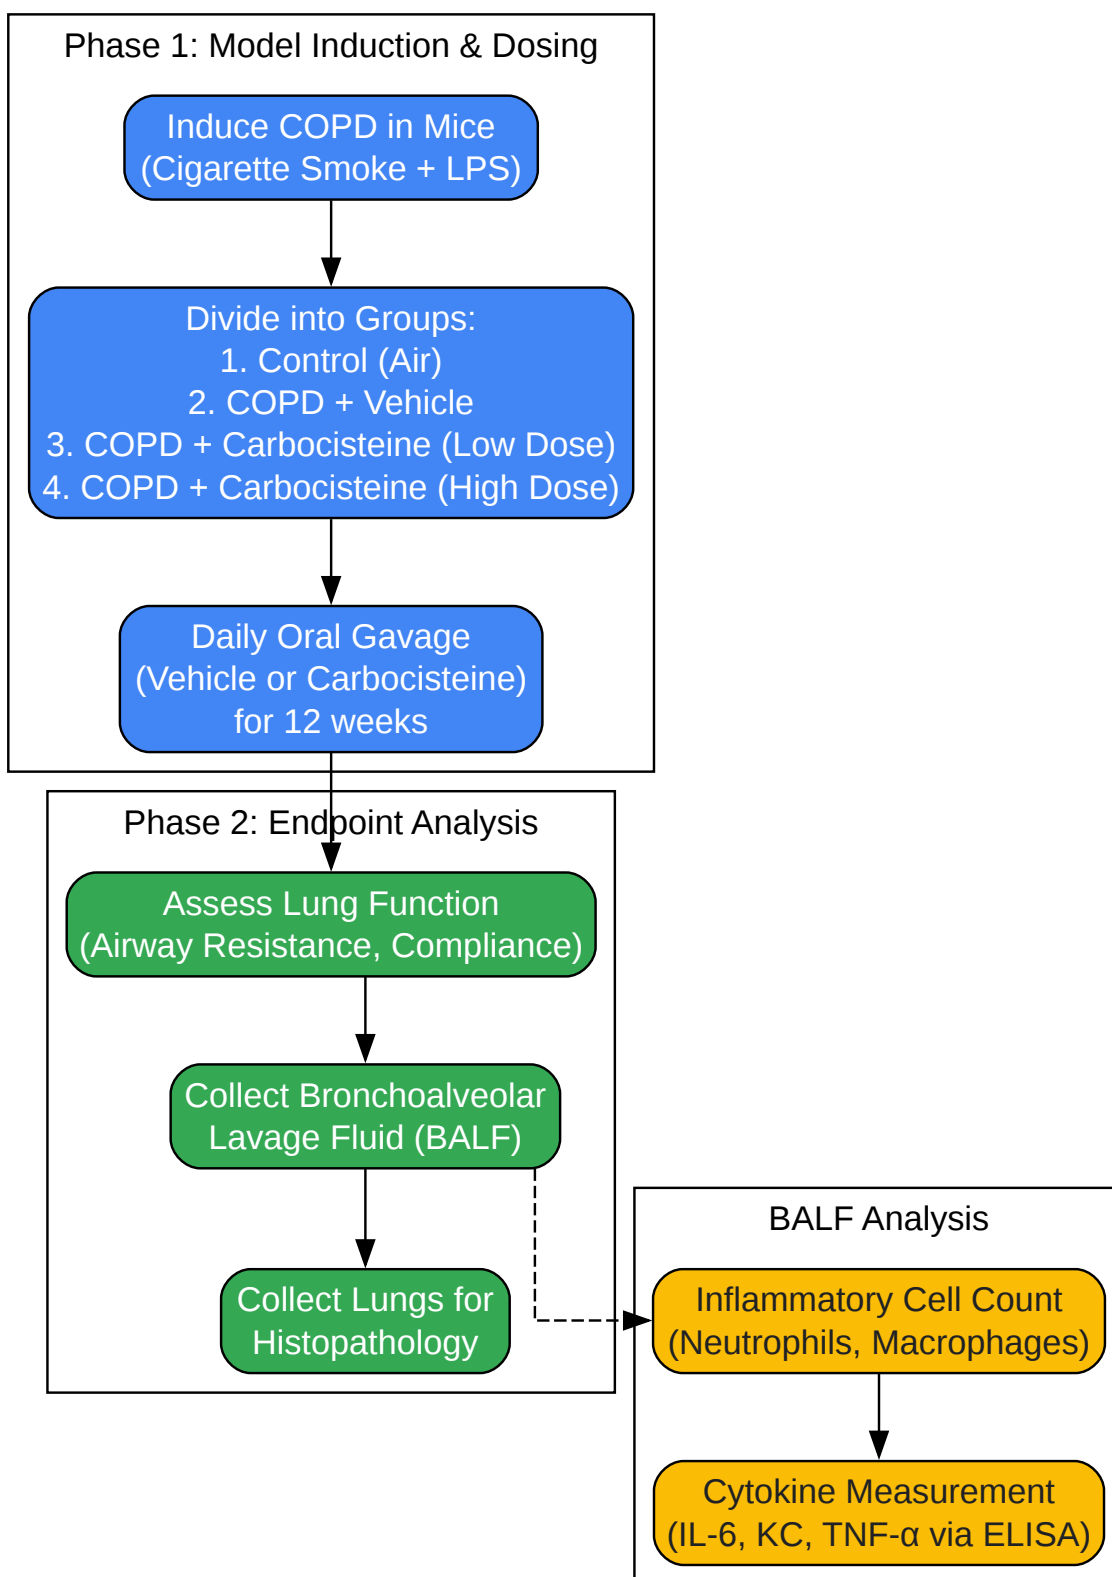 Phase 1: Model Induction & Dosing
Induce COPD in Mice
(Cigarette Smoke + LPS)
Divide into Groups:
1. Control (Air)
2. COPD + Vehicle
3. COPD + Carbocisteine (Low Dose)
4. COPD + Carbocisteine (High Dose)
Daily Oral Gavage
(Vehicle or Carbocisteine)
for 12 weeks
Phase 2: Endpoint Analysis
Assess Lung Function
(Airway Resistance, Compliance)
Collect Bronchoalveolar
Lavage Fluid (BALF)
Collect Lungs for
Histopathology
BALF Analysis
Inflammatory Cell Count
(Neutrophils, Macrophages)
Cytokine Measurement
(IL-6, KC, TNF-α via ELISA)